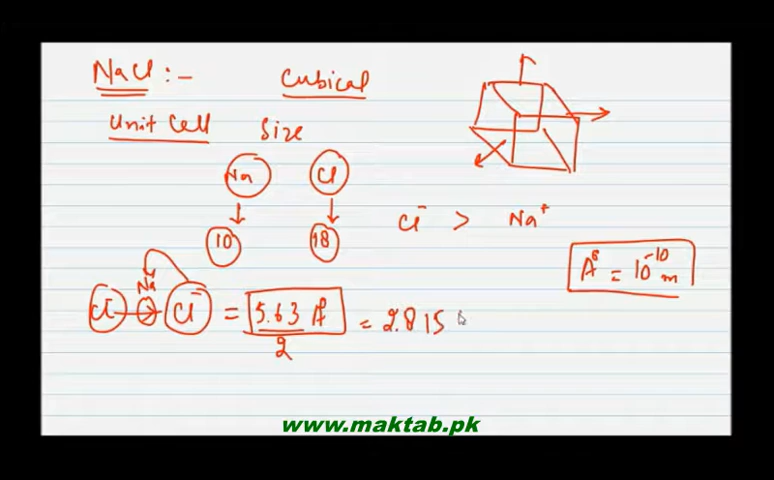 NaCl :-
Cubical
Unit Cell Size
Na Cl
10 18
Cl⁻ > Na⁺
A° = 10⁻¹⁰ m
Na
Cl⁻ Cl⁻ = 5.63 A° / 2 = 2.815
www.maktab.pk